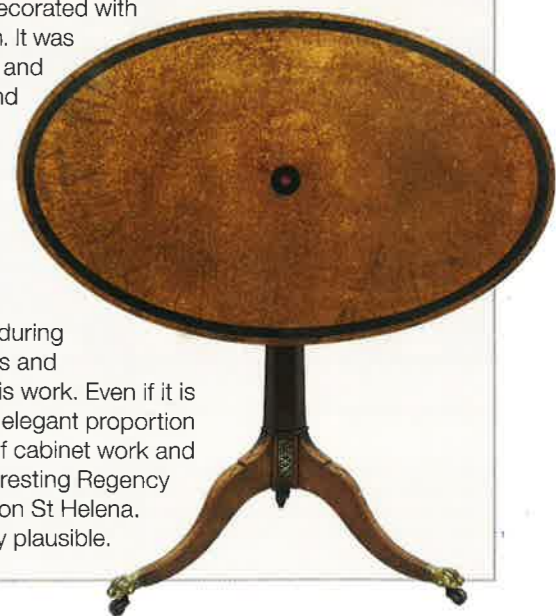 ecorated with
. It was
and
nd
during
s and
is work. Even if it is
elegant proportion
f cabinet work and
resting Regency
on St Helena.
y plausible.
1